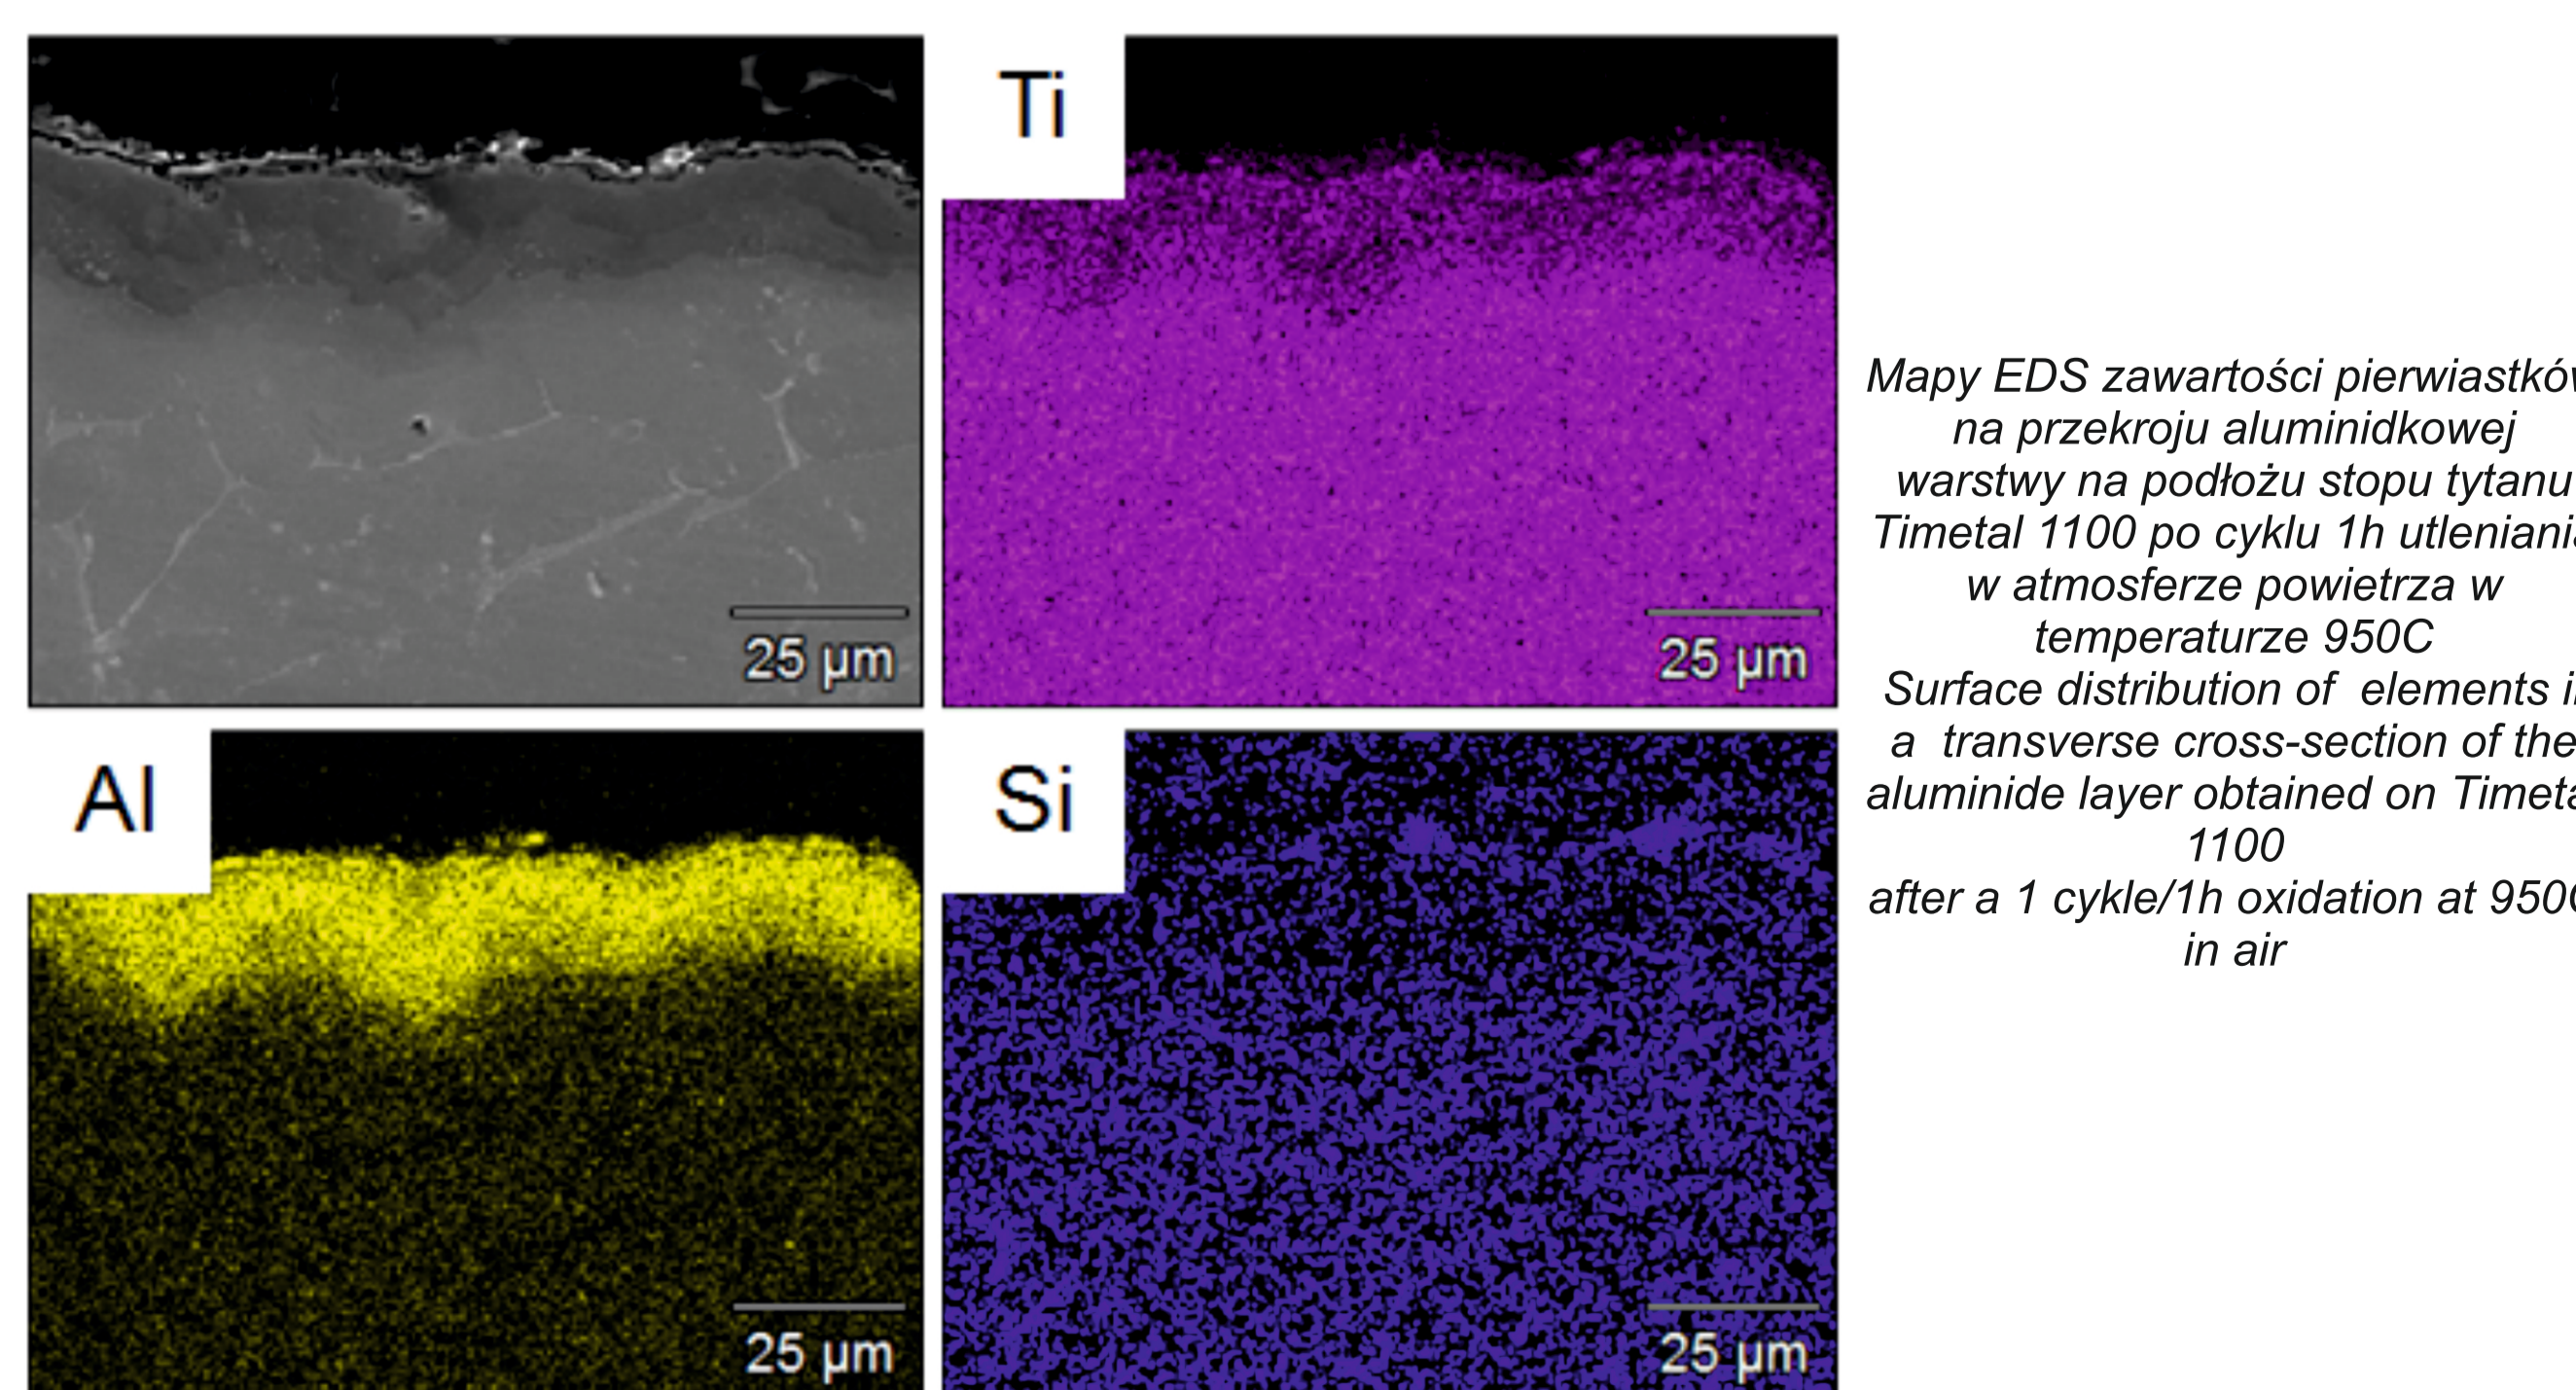 Ti
25 µm
25 µm
Al
Si
25 µm
25 µm
Mapy EDS zawartości pierwiastków
na przekroju aluminidkowej
warstwy na podłożu stopu tytanu
Timetal 1100 po cyklu 1h utleniania
w atmosferze powietrza w
temperaturze 950C
Surface distribution of elements
a transverse cross-section of the
aluminide layer obtained on Timeta
1100
after a 1 cykle/1h oxidation at 950C
in air